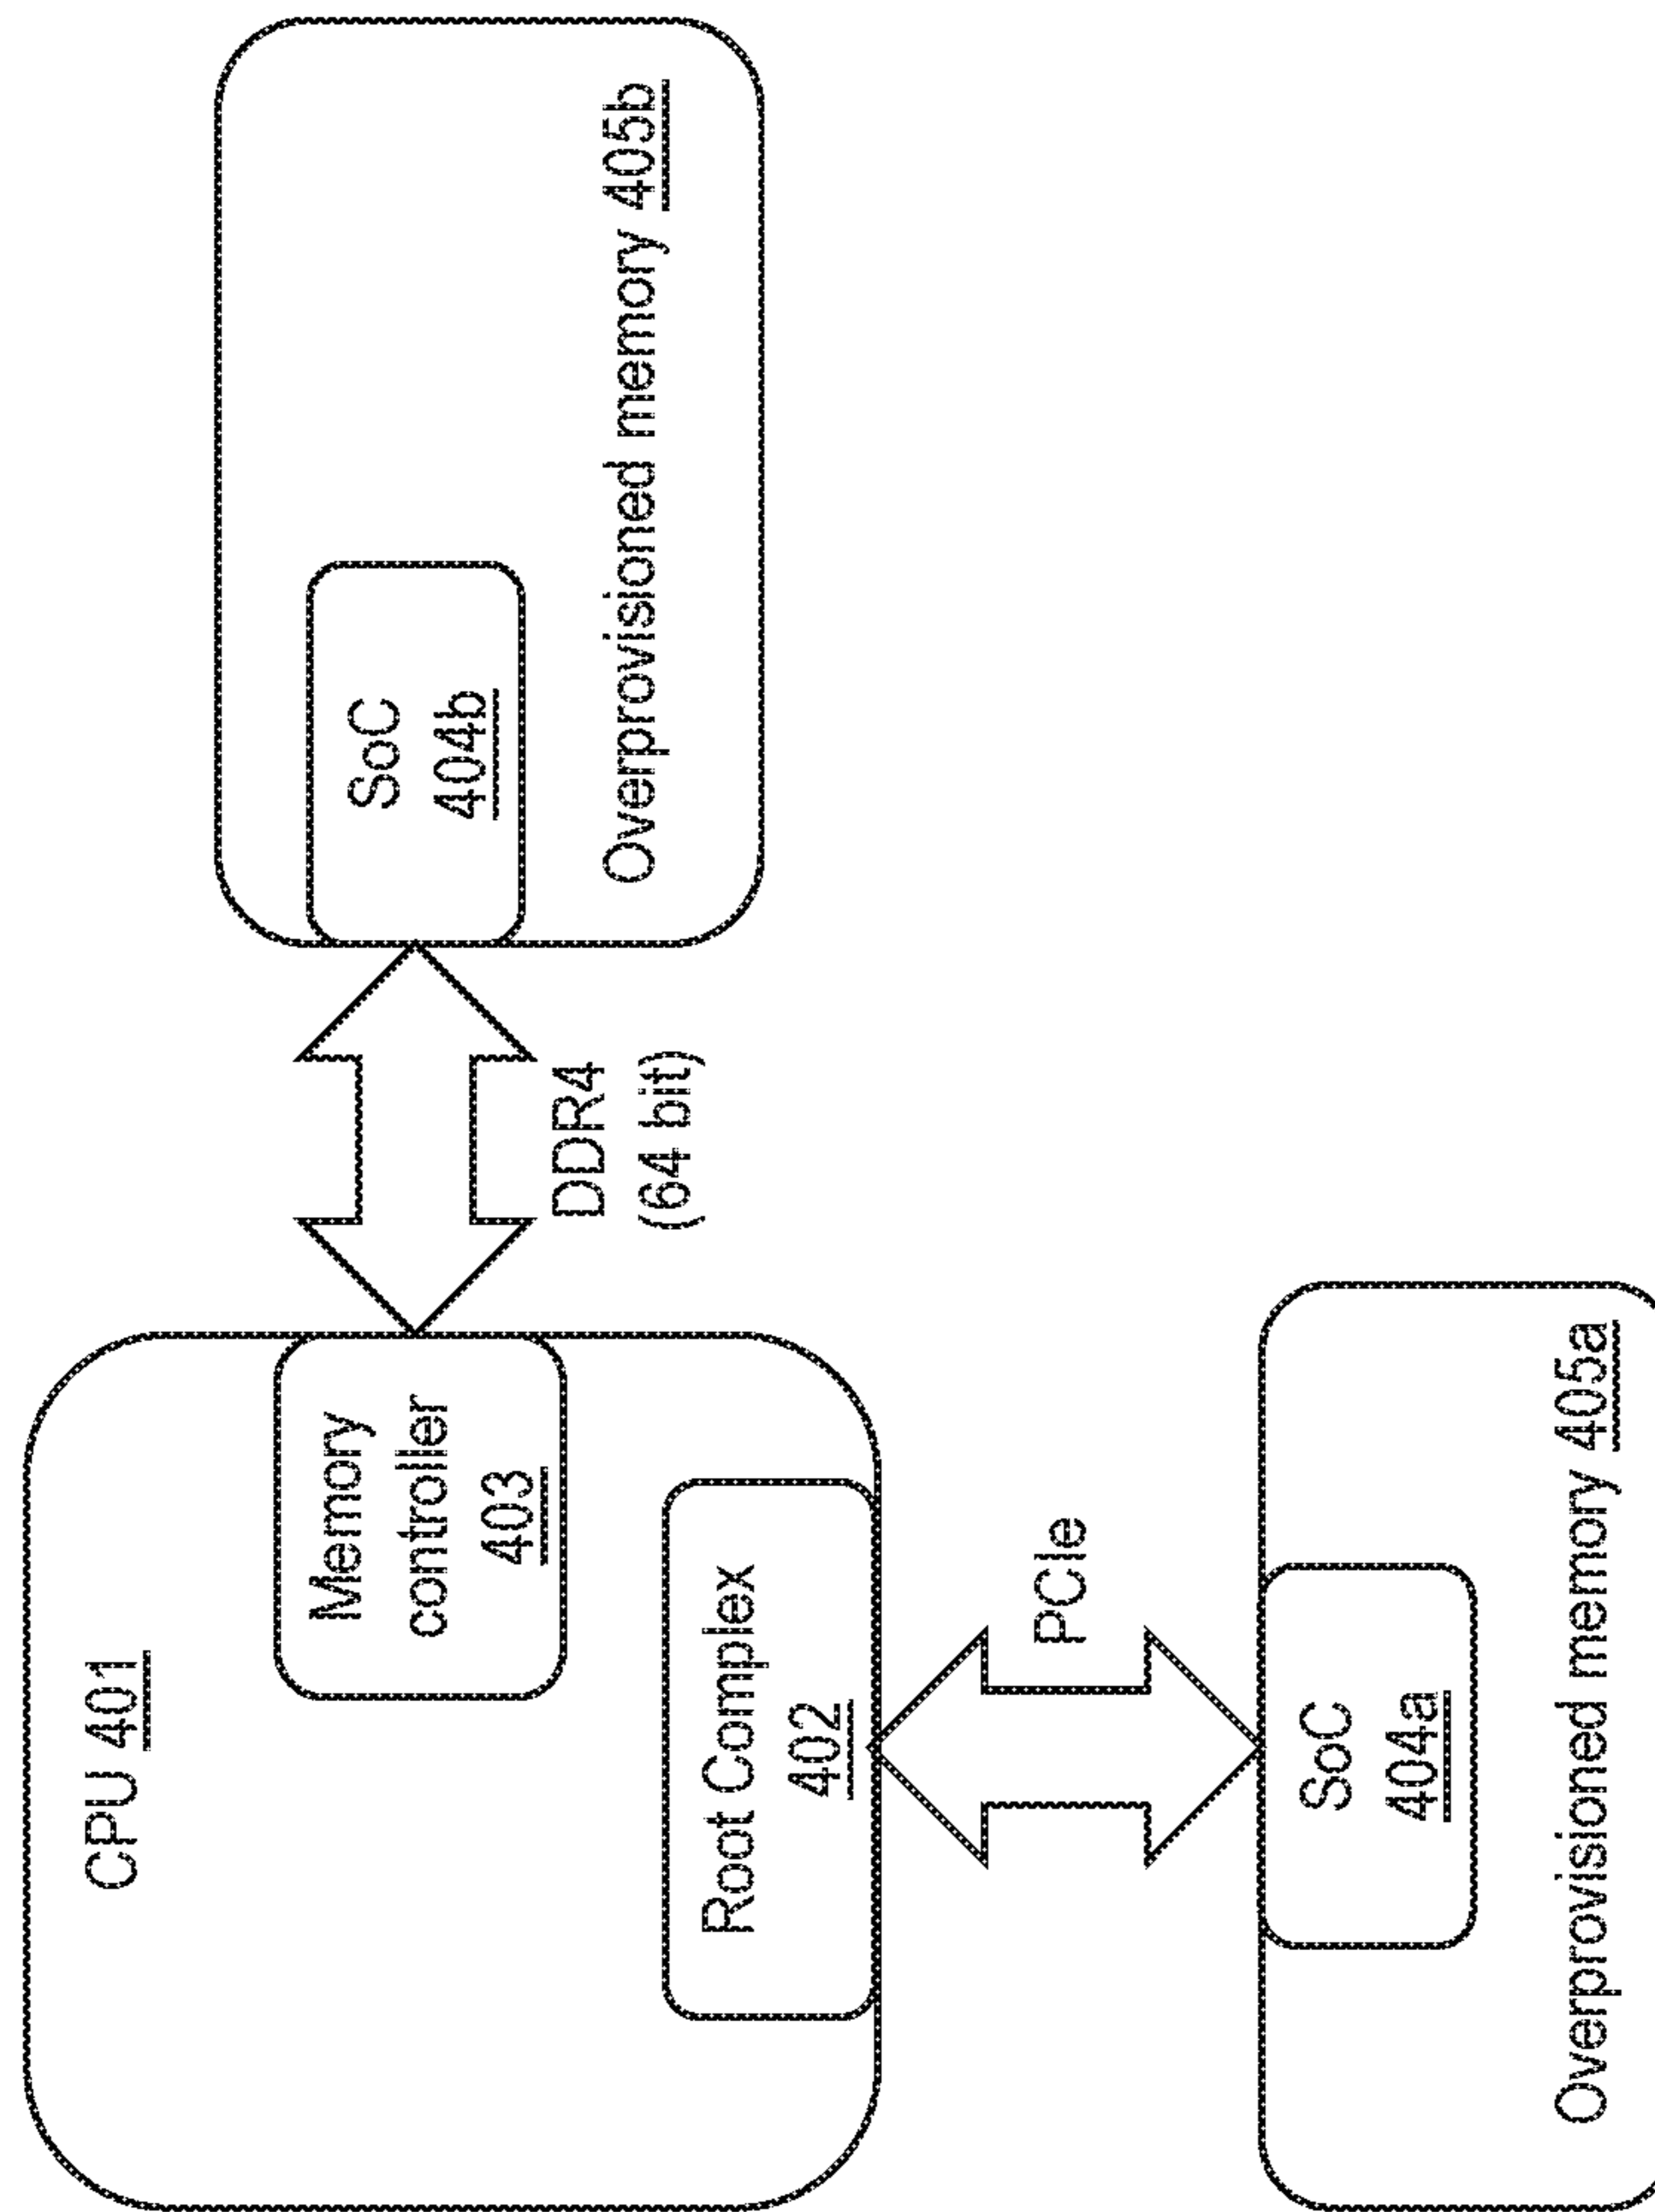 CPU 401
Memory
controller
403
Root Complex
402
DDR4
(64 bit)
SoC
404b
Overprovisioned memory 405b
PCIe
SoC
404a
Overprovisioned memory 405a